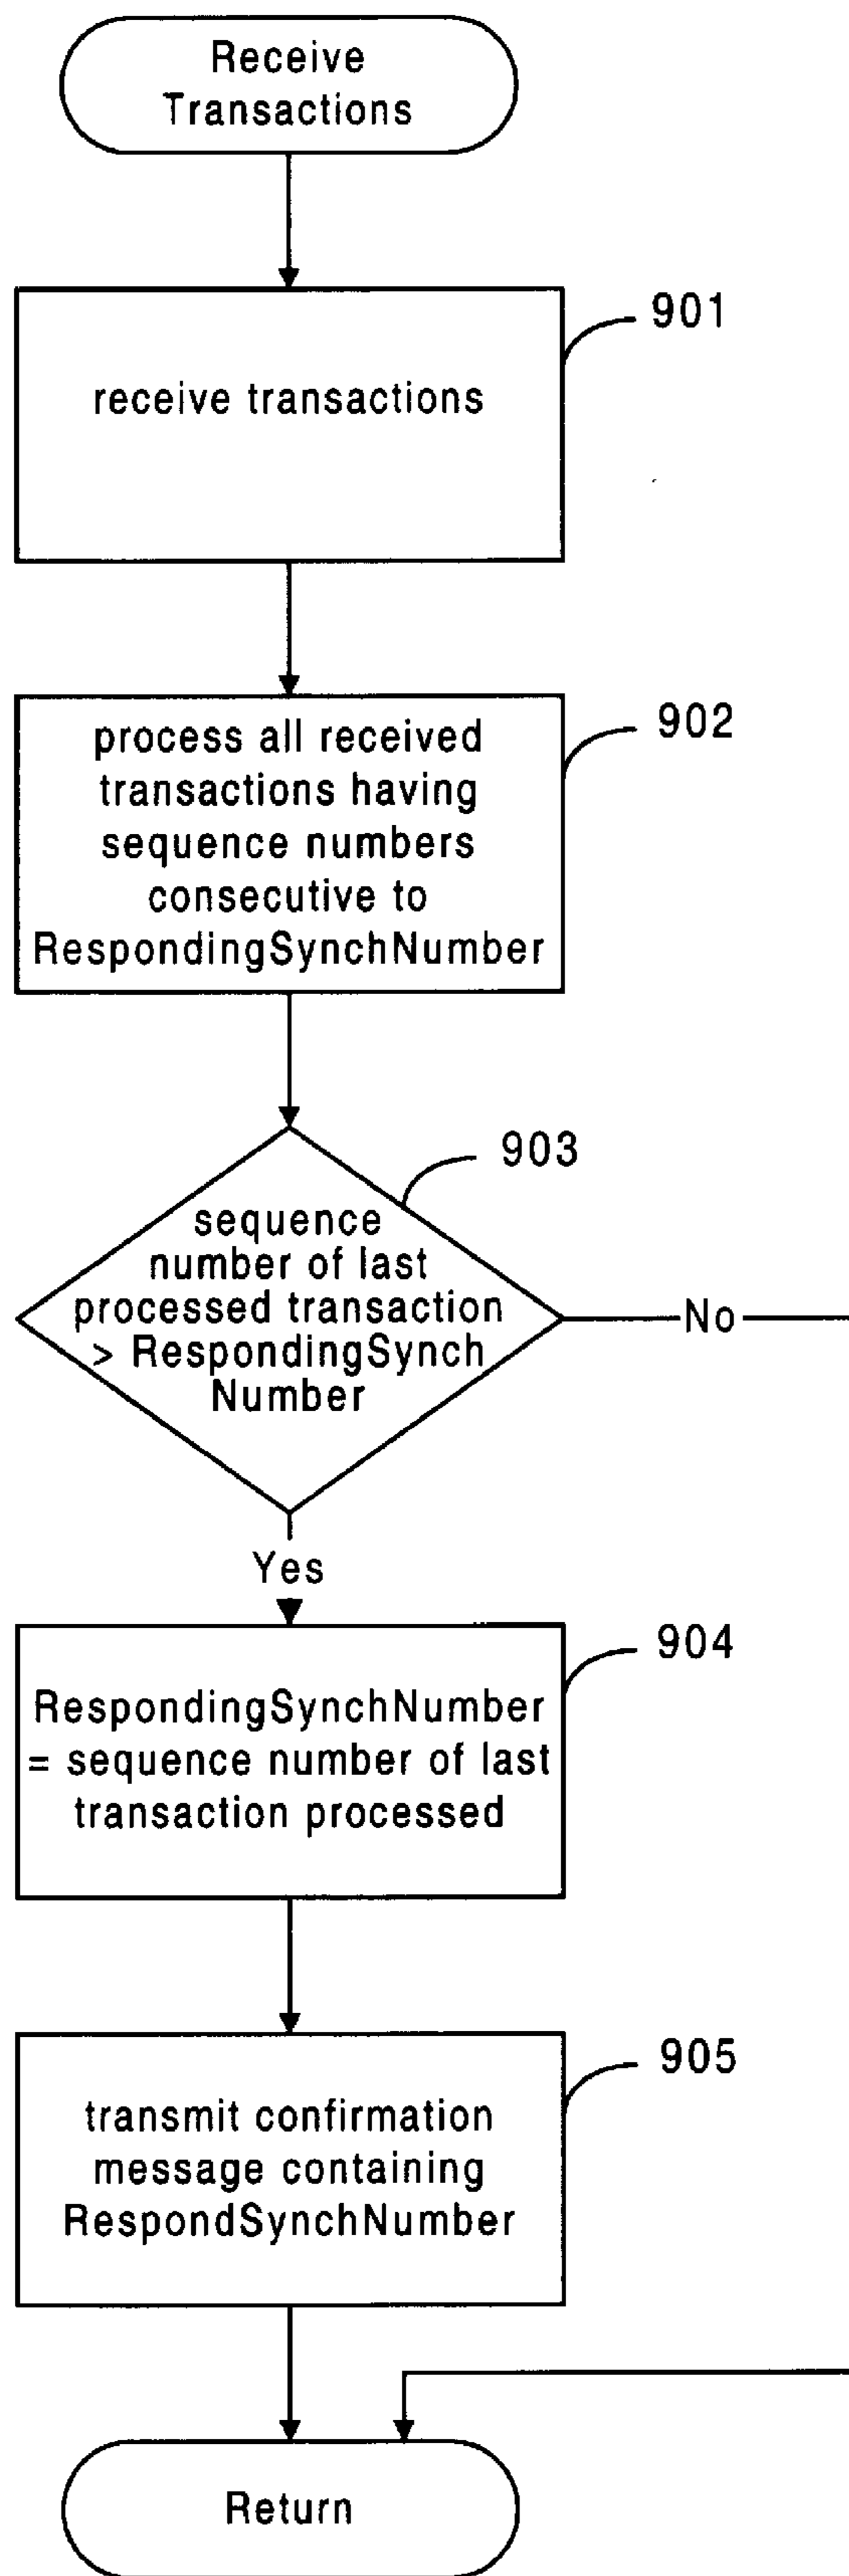 Receive
Transactions
901
receive transactions
902
process all received
transactions having
sequence numbers
consecutive to
RespondingSynchNumber
903
sequence
number of last
processed transaction
> RespondingSynch
Number
No
Yes
904
RespondingSynchNumber
= sequence number of last
transaction processed
905
transmit confirmation
message containing
RespondSynchNumber
Return